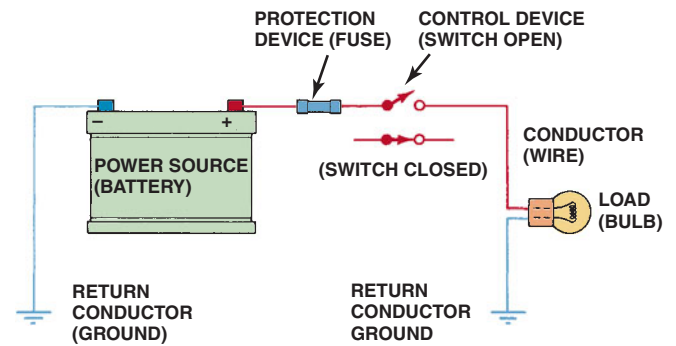 PROTECTION
DEVICE (FUSE)
CONTROL DEVICE
(SWITCH OPEN)
– +
POWER SOURCE
(BATTERY)
(SWITCH CLOSED)
CONDUCTOR
(WIRE)
LOAD
(BULB)
RETURN
CONDUCTOR
(GROUND)
RETURN
CONDUCTOR
GROUND